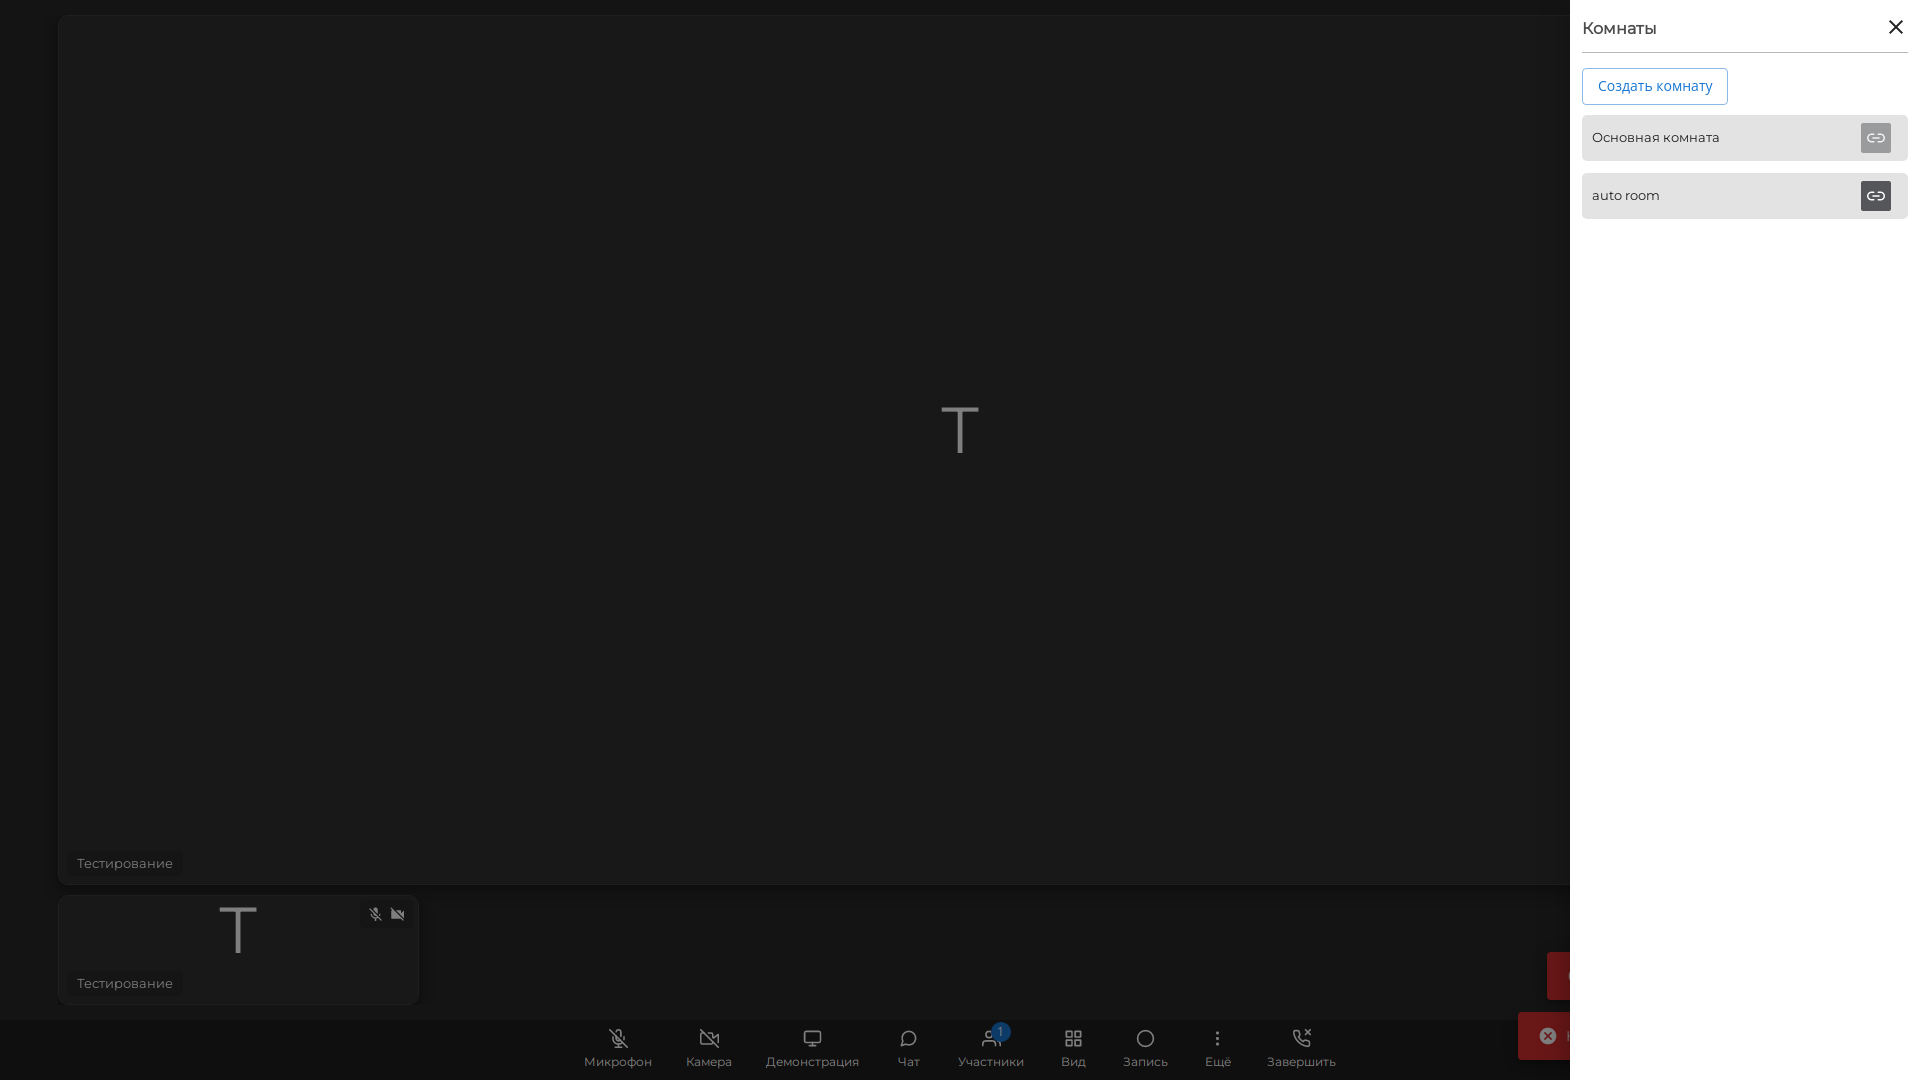 Комнаты
Создать комнату
Основная комната
auto room
T
Тестирование
T
Тестирование
1
Микрофон
Камера
Демонстрация
Чат
Участники
Вид
Запись
Ещё
Завершить